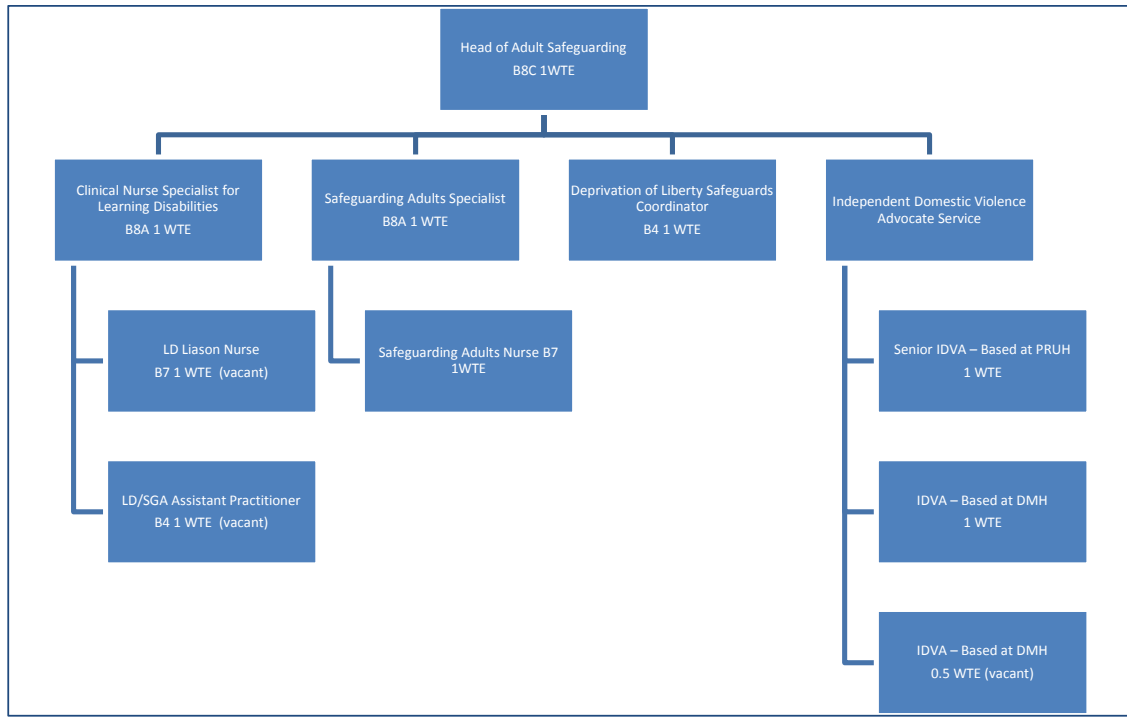 Head of Adult Safeguarding
B8C 1WTE
Clinical Nurse Specialist for
Learning Disabilities
B8A 1 WTE
Safeguarding Adults Specialist
B8A 1 WTE
Deprivation of Liberty Safeguards
Coordinator
B4 1 WTE
Independent Domestic Violence
Advocate Service
LD Liason Nurse
B7 1 WTE (vacant)
Safeguarding Adults Nurse B7
1WTE
Senior IDVA – Based at PRUH
1 WTE
LD/SGA Assistant Practitioner
B4 1 WTE (vacant)
IDVA – Based at DMH
1 WTE
IDVA – Based at DMH
0.5 WTE (vacant)